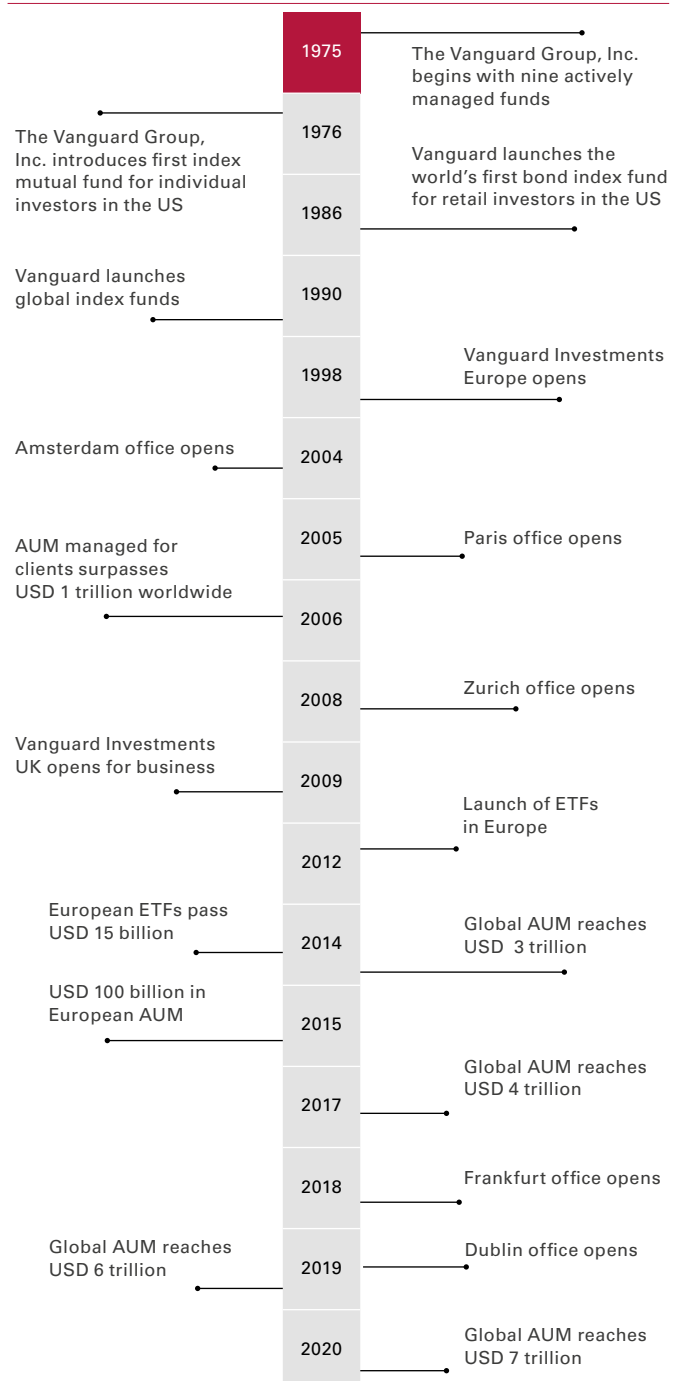 1975
The Vanguard Group, Inc.
begins with nine actively
managed funds
1976
The Vanguard Group,
Inc. introduces first index
mutual fund for individual
investors in the US
Vanguard launches the
world’s first bond index fund
for retail investors in the US
1986
Vanguard launches
global index funds
1990
1998
Vanguard Investments
Europe opens
Amsterdam office opens
2004
2005
Paris office opens
AUM managed for
clients surpasses
USD 1 trillion worldwide
2006
2008
Zurich office opens
Vanguard Investments
UK opens for business
2009
Launch of ETFs
in Europe
2012
European ETFs pass
USD 15 billion
2014
Global AUM reaches
USD  3 trillion
USD 100 billion in
European AUM
2015
Global AUM reaches
USD 4 trillion
2017
2018
Frankfurt office opens
Global AUM reaches
USD 6 trillion
2019
Dublin office opens
2020
Global AUM reaches
USD 7 trillion